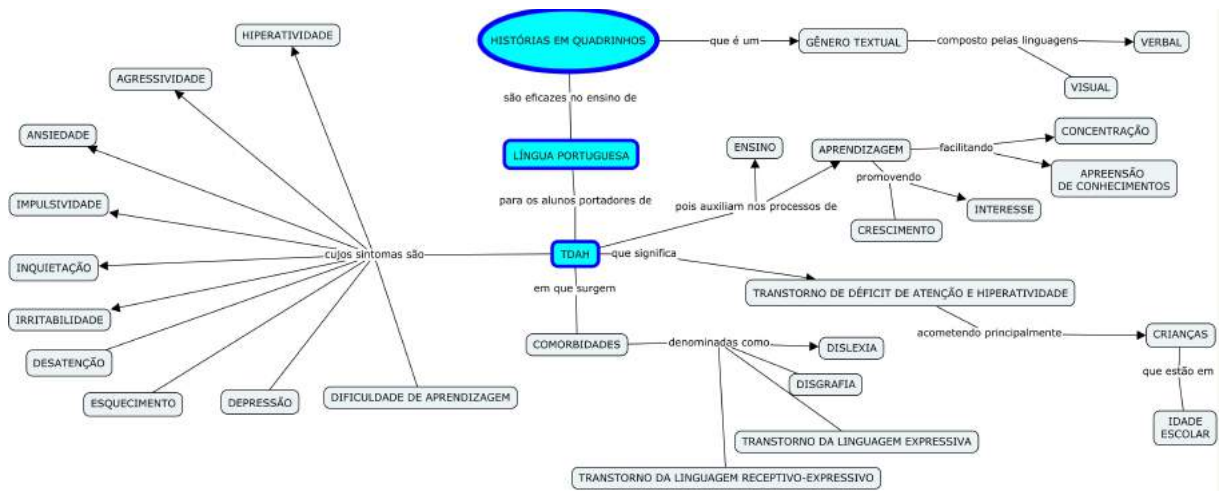 HISTÓRIAS EM QUADRINHOS
que é um
GÊNERO TEXTUAL
composto pelas linguagens
VERBAL
VISUAL
são eficazes no ensino de
LÍNGUA PORTUGUESA
para os alunos portadores de
TDAH
pois auxiliam nos processos de
ENSINO
APRENDIZAGEM
facilitando
CONCENTRAÇÃO
APREENSÃO
DE CONHECIMENTOS
promovendo
INTERESSE
CRESCIMENTO
que significa
TRANSTORNO DE DÉFICIT DE ATENÇÃO E HIPERATIVIDADE
acometendo principalmente
CRIANÇAS
que estão em
IDADE
ESCOLAR
em que surgem
COMORBIDADES
denominadas como
DISLEXIA
DISGRAFIA
TRANSTORNO DA LINGUAGEM EXPRESSIVA
TRANSTORNO DA LINGUAGEM RECEPTIVO-EXPRESSIVO
cujos sintomas são
HIPERATIVIDADE
AGRESSIVIDADE
ANSIEDADE
IMPULSIVIDADE
INQUIETAÇÃO
IRRITABILIDADE
DESATENÇÃO
ESQUECIMENTO
DEPRESSÃO
DIFICULDADE DE APRENDIZAGEM